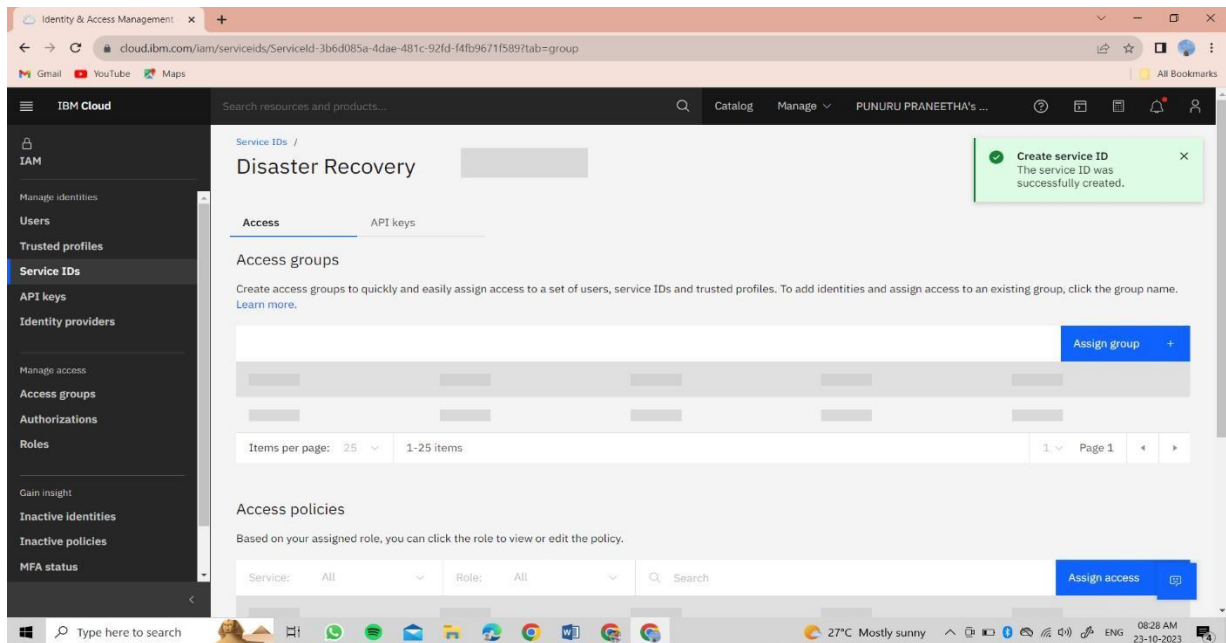 Identity & Access Management
cloud.ibm.com/iam/serviceids/ServiceId-3b6d085a-4dae-481c-92fd-f4fb9671f589?tab=group
Gmail YouTube Maps All Bookmarks
IBM Cloud Search resources and products... Catalog Manage PUNURU PRANEETHA's ...
IAM
Manage identities
Users
Trusted profiles
Service IDs
API keys
Identity providers
Manage access
Access groups
Authorizations
Roles
Gain insight
Inactive identities
Inactive policies
MFA status
Service IDs /
Disaster Recovery
Create service ID
The service ID was
successfully created.
Access API keys
Access groups
Create access groups to quickly and easily assign access to a set of users, service IDs and trusted profiles. To add identities and assign access to an existing group, click the group name.
Learn more.
Assign group +
Items per page: 25 1-25 items 1 Page 1
Access policies
Based on your assigned role, you can click the role to view or edit the policy.
Service: All Role: All Search Assign access
Type here to search 27°C Mostly sunny ENG 08:28 AM
23-10-2023